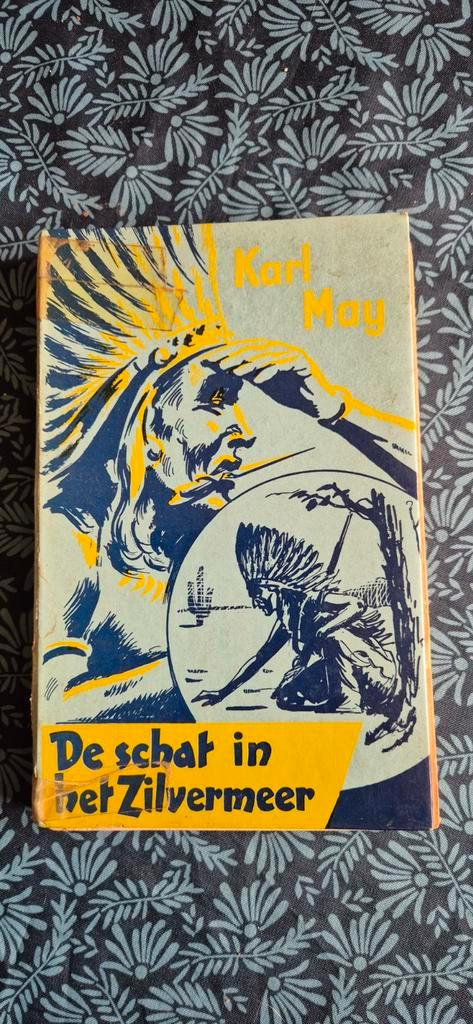 Karl
May
De schat in
het Zilvermeer